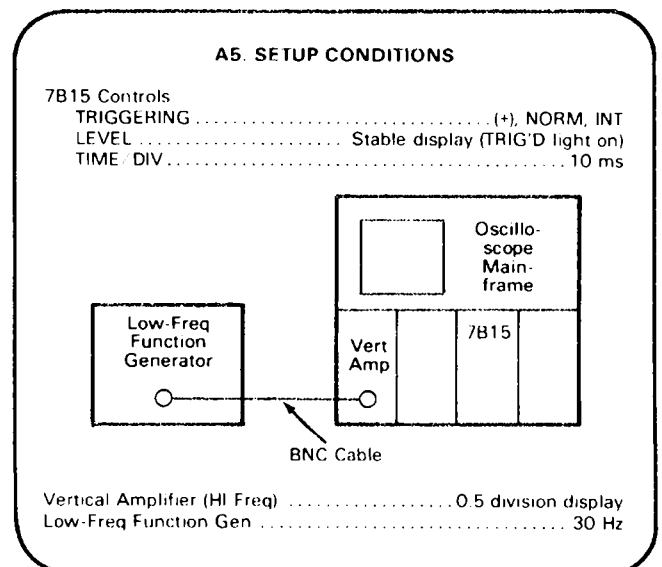 A5. SETUP CONDITIONS
7B15 Controls
TRIGGERING . . . . . . . . . . . . . . . . . . . . . . . . . . . . . . (+), NORM, INT
LEVEL . . . . . . . . . . . . . . . . . . . . . Stable display (TRIG'D light on)
TIME/DIV . . . . . . . . . . . . . . . . . . . . . . . . . . . . . . . . . . . . . . . 10 ms
Oscillo-
scope
Main-
frame
Low-Freq
Function
Generator
Vert
Amp
7B15
BNC Cable
Vertical Amplifier (HI Freq) . . . . . . . . . . . . . . . . . 0.5 division display
Low-Freq Function Gen . . . . . . . . . . . . . . . . . . . . . . . . . . . . . . 30 Hz